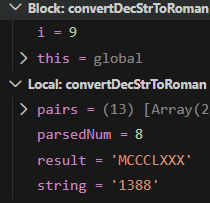 Block: convertDecStrToRoman
i = 9
this = global
Local: convertDecStrToRoman
pairs = (13) [Array(2
parsedNum = 8
result = 'MCCCLXXX'
string = '1388'